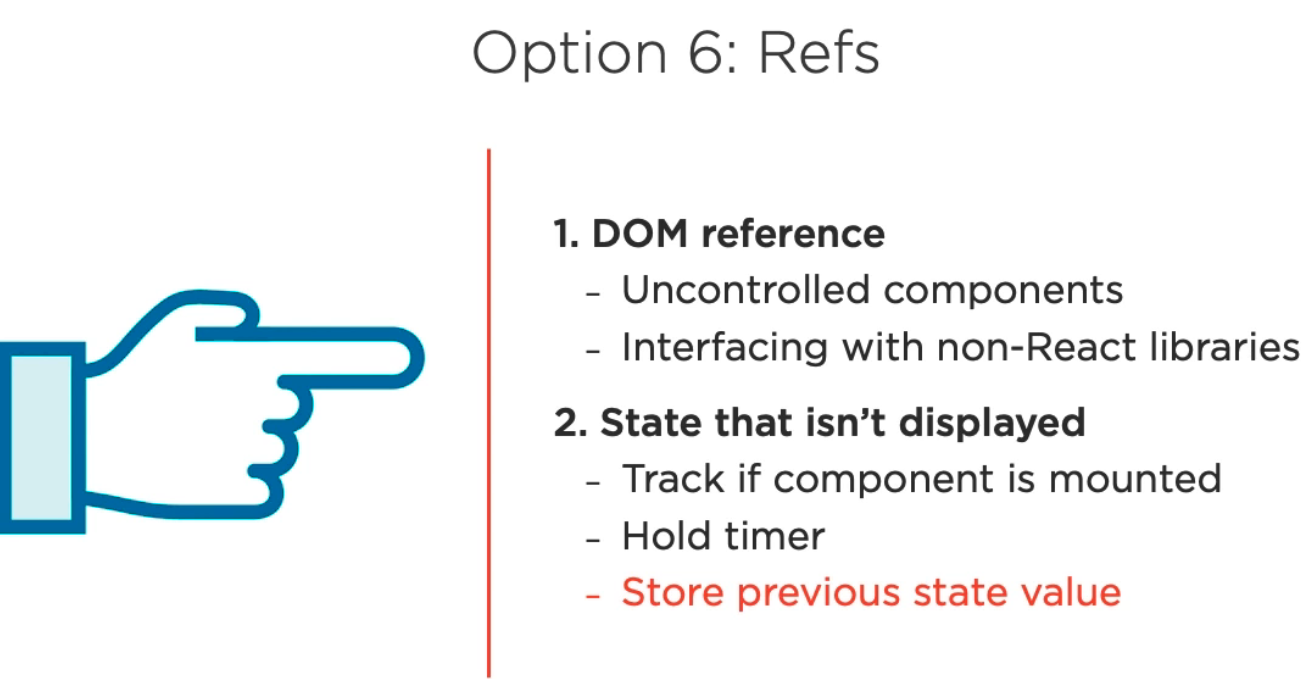 Option 6: Refs
1. DOM reference
– Uncontrolled components
– Interfacing with non-React libraries
2. State that isn’t displayed
– Track if component is mounted
– Hold timer
– Store previous state value